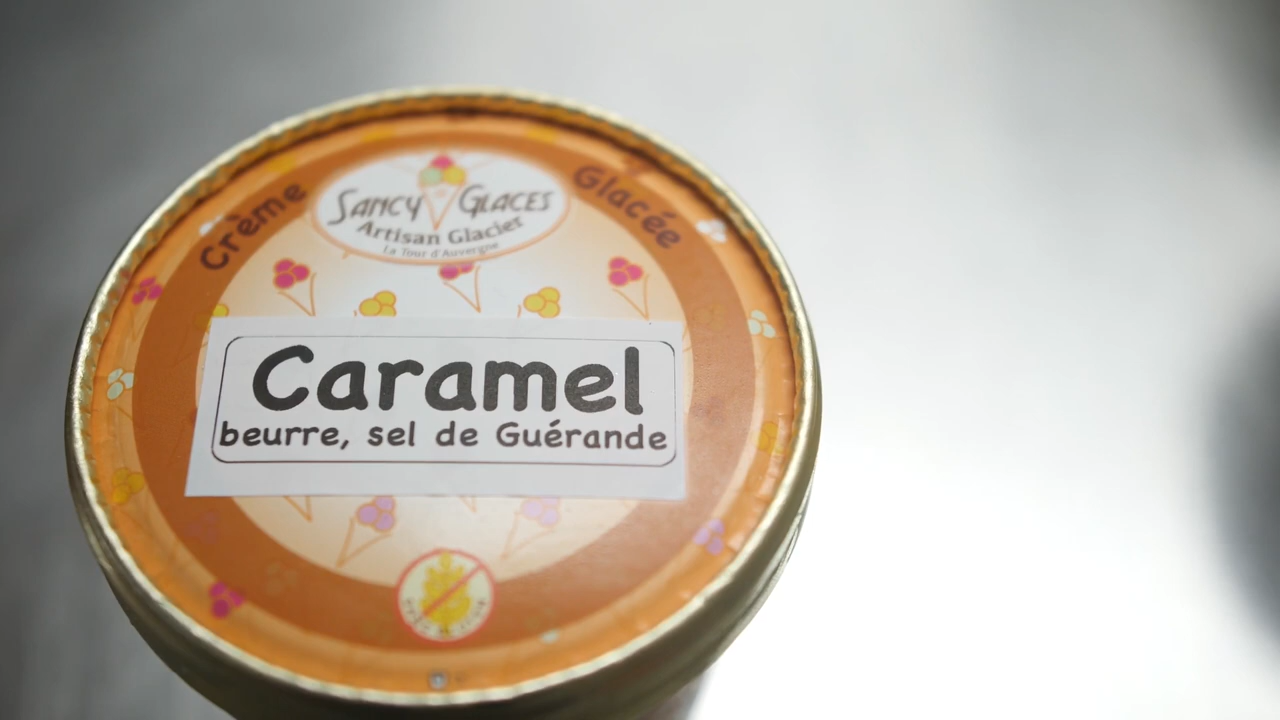 Crème Glacée
SANCY GLACES
Artisan Glacier
La Tour d'Auvergne
Caramel
beurre, sel de Guérande